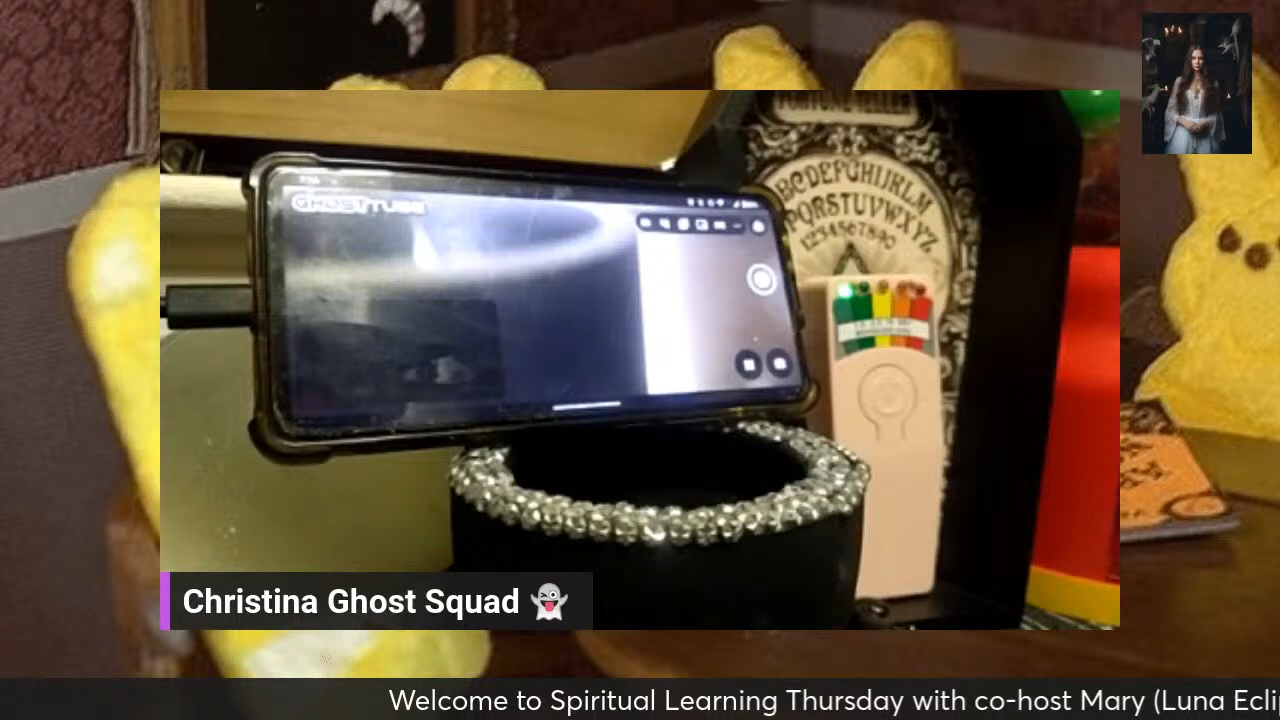 FORTUNE TELLER
GHOSTTUBE
ABCDEFGHIJKLM
PQRSTUVWXYZ
1234567890
Christina Ghost Squad 👻
Welcome to Spiritual Learning Thursday with co-host Mary (Luna Ecli